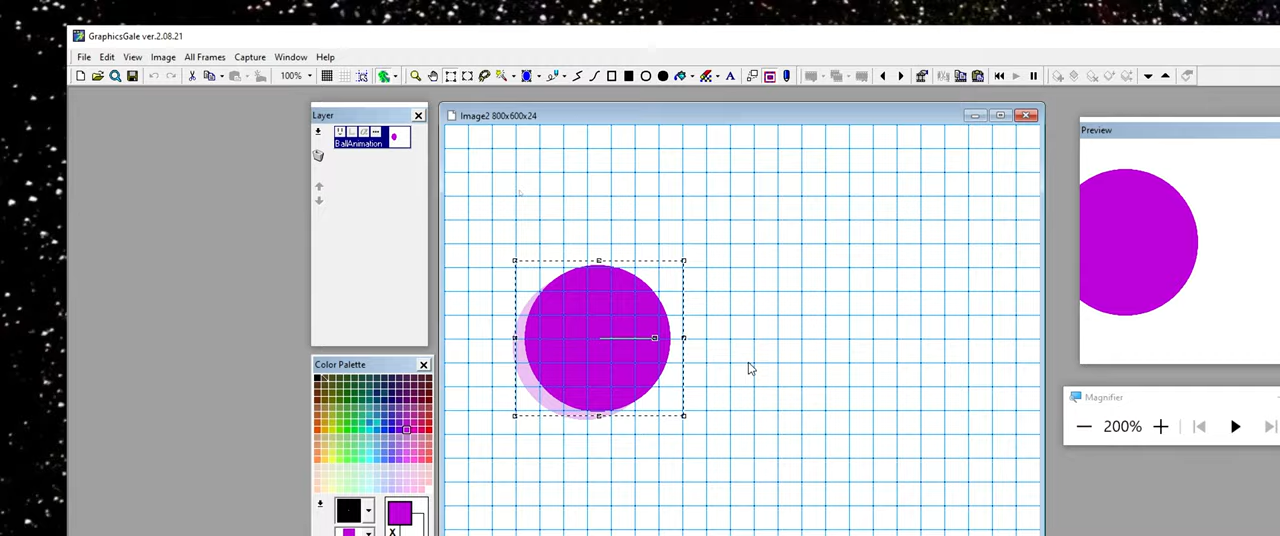 GraphicsGale ver.2.08.21
File Edit View Image All Frames Capture Window Help
100%
A
Layer
BallAnimation
Image2 800x600x24
Preview
Color Palette
Magnifier
200%
X